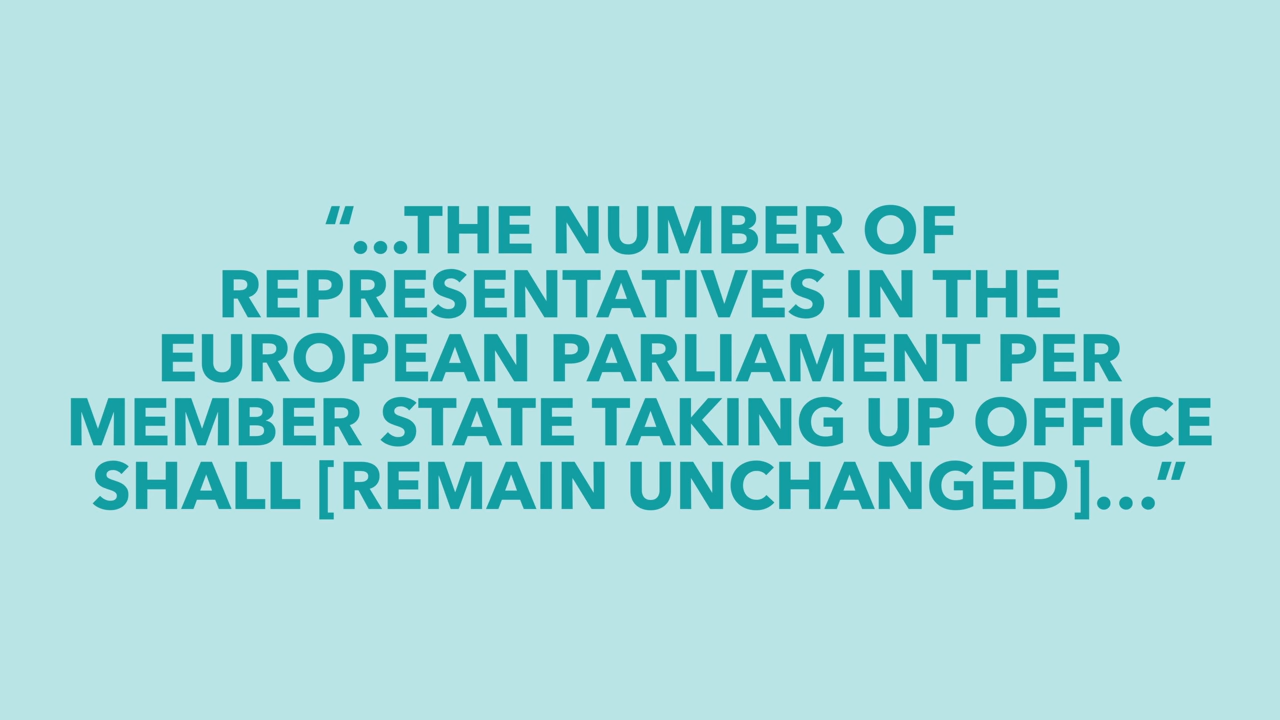 “...THE NUMBER OF
REPRESENTATIVES IN THE
EUROPEAN PARLIAMENT PER
MEMBER STATE TAKING UP OFFICE
SHALL [REMAIN UNCHANGED]...”